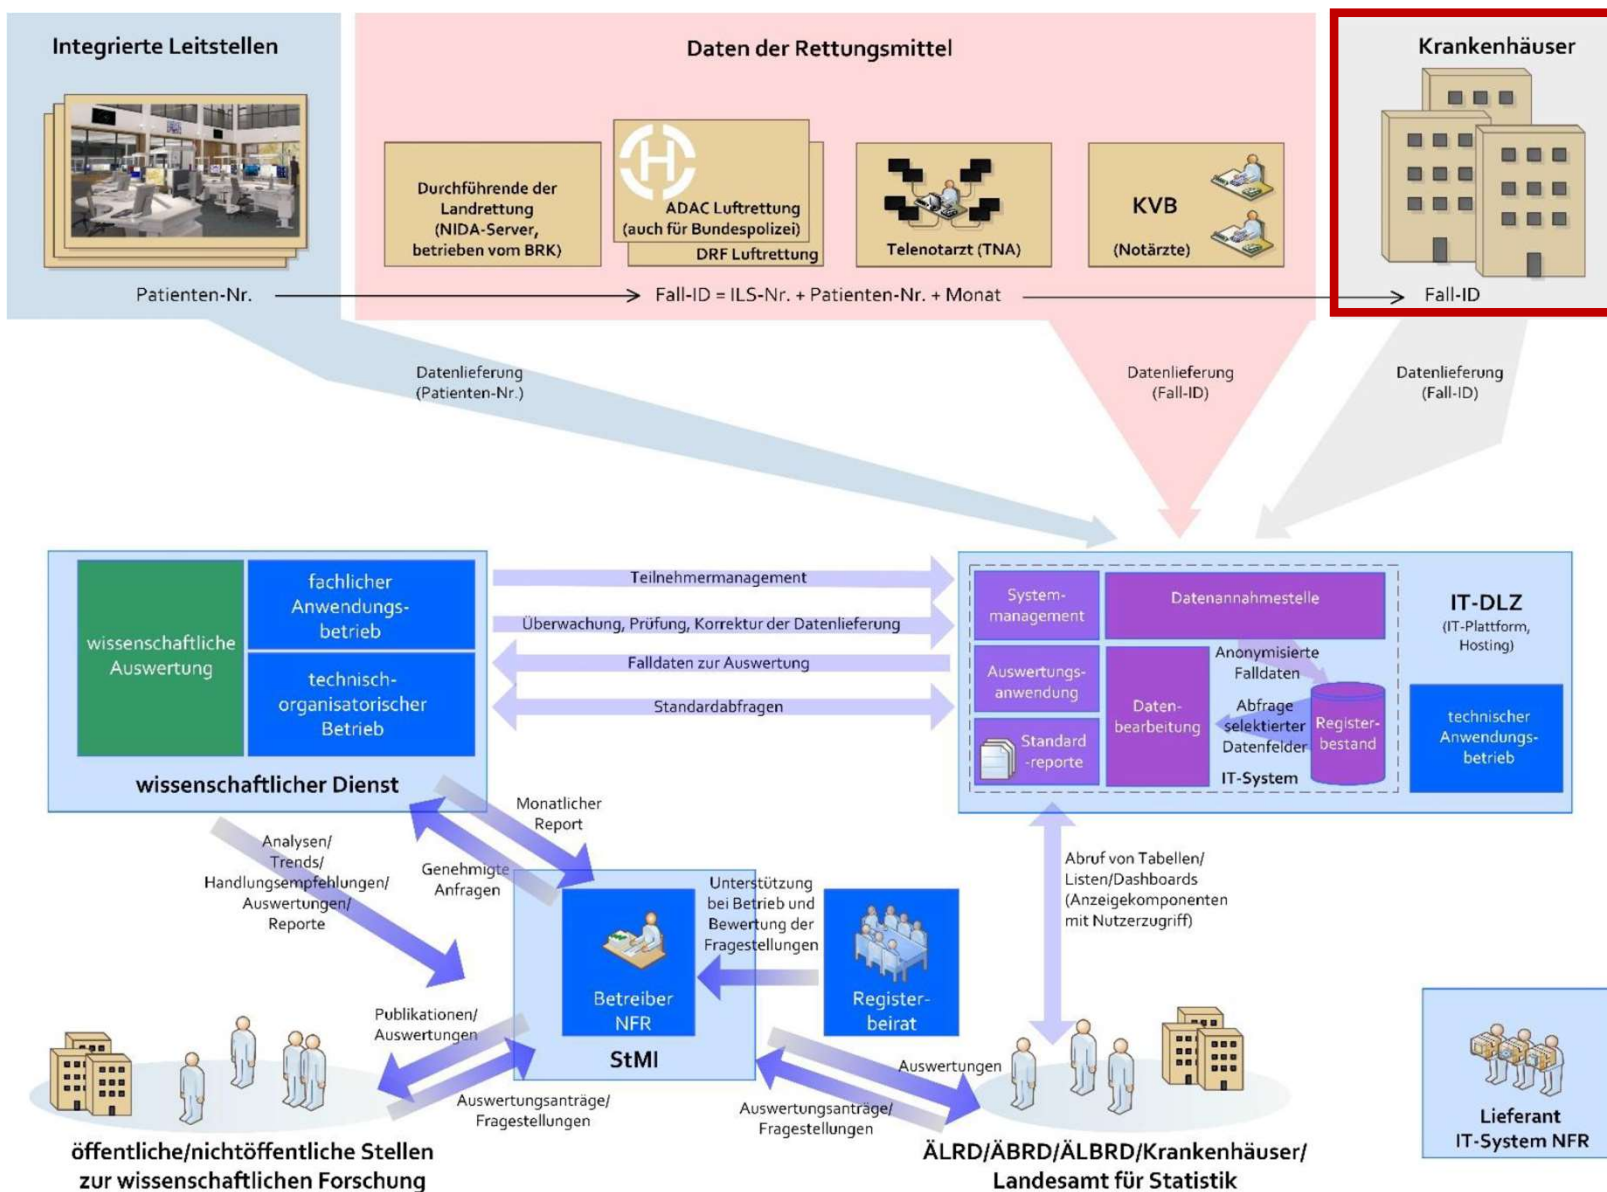 Integrierte Leitstellen
Daten der Rettungsmittel
Krankenhäuser
Durchführende der
Landrettung
(NIDA-Server,
betrieben vom BRK)
H
ADAC Luftrettung
(auch für Bundespolizei)
DRF Luftrettung
Telenotarzt (TNA)
KVB
(Notärzte)
Patienten-Nr.
Fall-ID = ILS-Nr. + Patienten-Nr. + Monat
Fall-ID
Datenlieferung
(Patienten-Nr.)
Datenlieferung
(Fall-ID)
Datenlieferung
(Fall-ID)
wissenschaftliche
Auswertung
fachlicher
Anwendungs-
betrieb
technisch-
organisatorischer
Betrieb
wissenschaftlicher Dienst
Teilnehmermanagement
Überwachung, Prüfung, Korrektur der Datenlieferung
Falldaten zur Auswertung
Standardabfragen
System-
management
Datenannahmestelle
Auswertungs-
anwendung
Daten-
bearbeitung
Standard
-reporte
Anonymisierte
Falldaten
Abfrage
selektierter
Datenfelder
Register-
bestand
IT-System
IT-DLZ
(IT-Plattform,
Hosting)
technischer
Anwendungs-
betrieb
Monatlicher
Report
Genehmigte
Anfragen
Analysen/
Trends/
Handlungsempfehlungen/
Auswertungen/
Reporte
Unterstützung
bei Betrieb und
Bewertung der
Fragestellungen
Abruf von Tabellen/
Listen/Dashboards
(Anzeigekomponenten
mit Nutzerzugriff)
Betreiber
NFR
StMI
Register-
beirat
Publikationen/
Auswertungen
Auswertungsanträge/
Fragestellungen
Auswertungen
Auswertungsanträge/
Fragestellungen
öffentliche/nichtöffentliche Stellen
zur wissenschaftlichen Forschung
ÄLRD/ÄBRD/ÄLBRD/Krankenhäuser/
Landesamt für Statistik
Lieferant
IT-System NFR